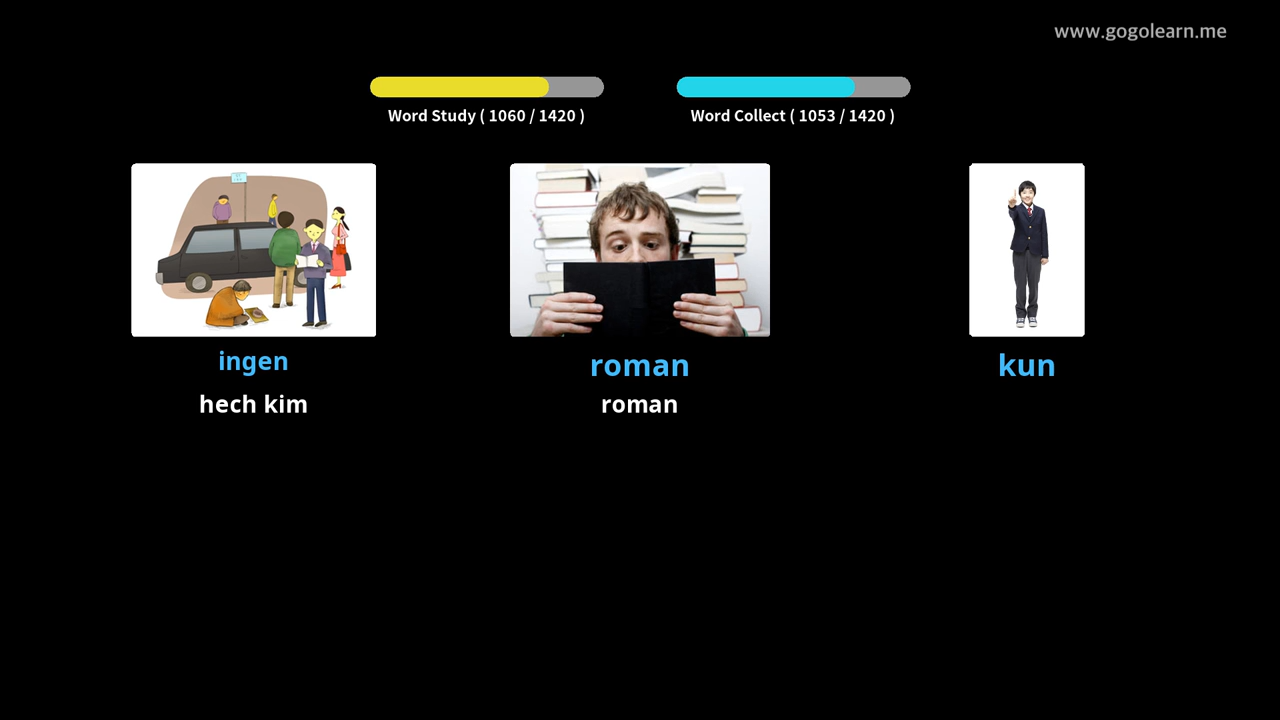 www.gogolearn.me
Word Study ( 1060 / 1420 )
Word Collect ( 1053 / 1420 )
ingen
hech kim
roman
roman
kun